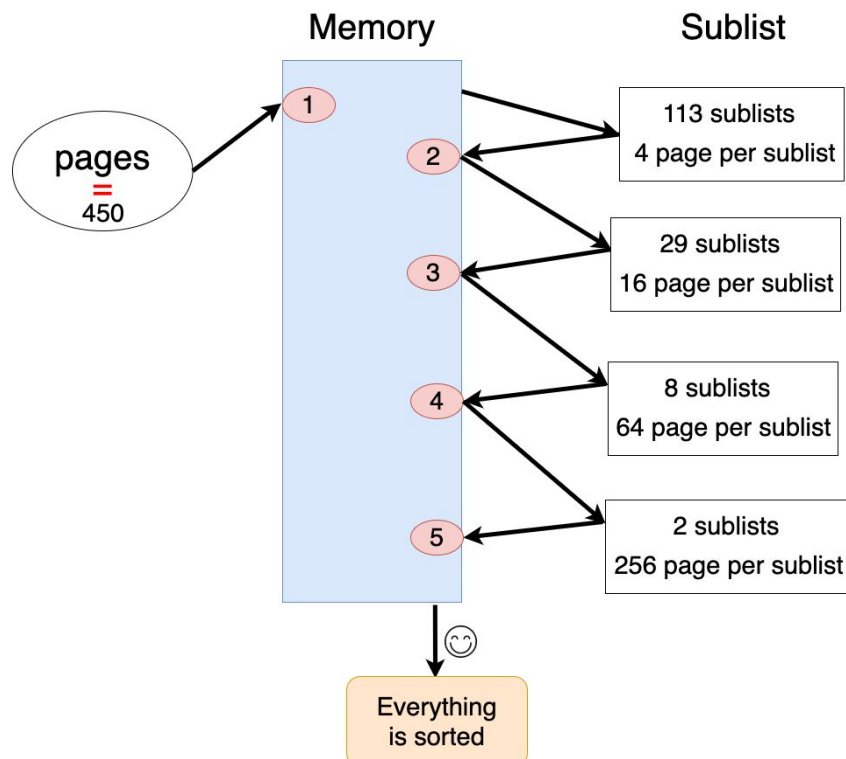 Memory
Sublist
pages
=
450
1
2
3
4
5
113 sublists
4 page per sublist
29 sublists
16 page per sublist
8 sublists
64 page per sublist
2 sublists
256 page per sublist
Everything
is sorted